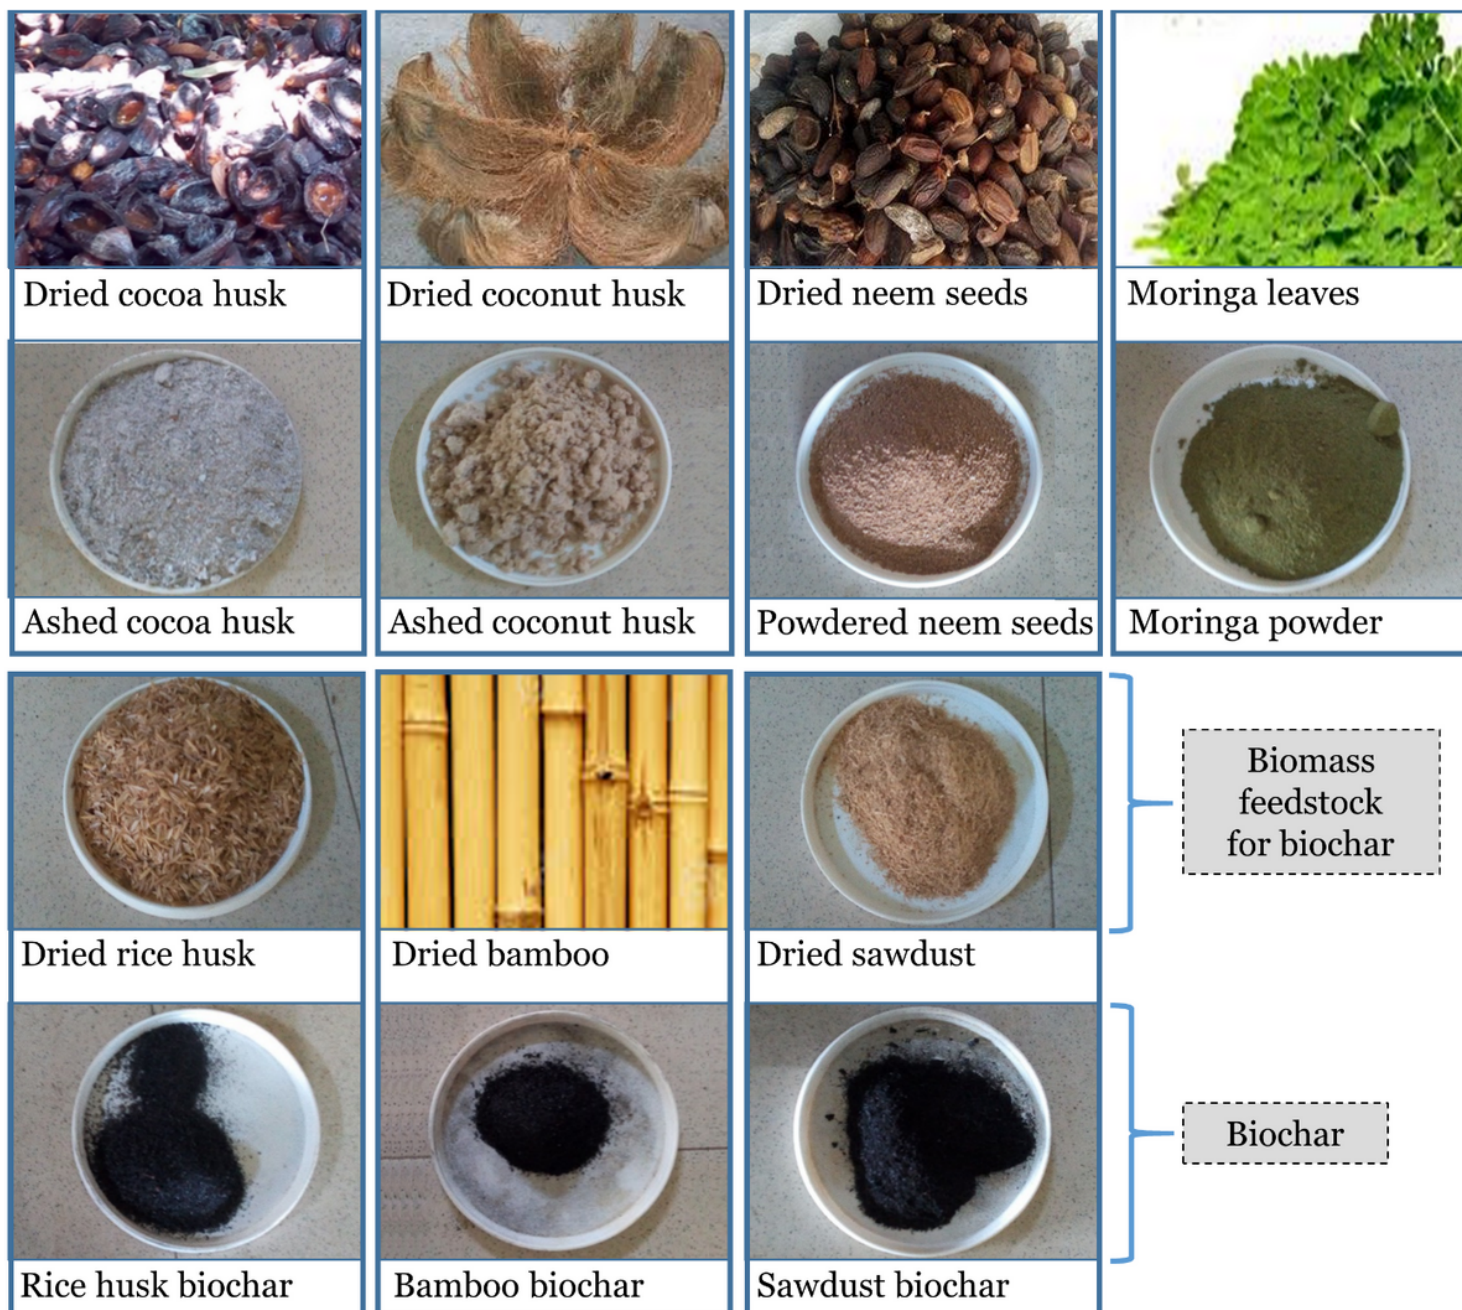 Dried cocoa husk
Dried coconut husk
Dried neem seeds
Moringa leaves
Ashed cocoa husk
Ashed coconut husk
Powdered neem seeds
Moringa powder
Dried rice husk
Dried bamboo
Dried sawdust
Biomass
feedstock
for biochar
Rice husk biochar
Bamboo biochar
Sawdust biochar
Biochar